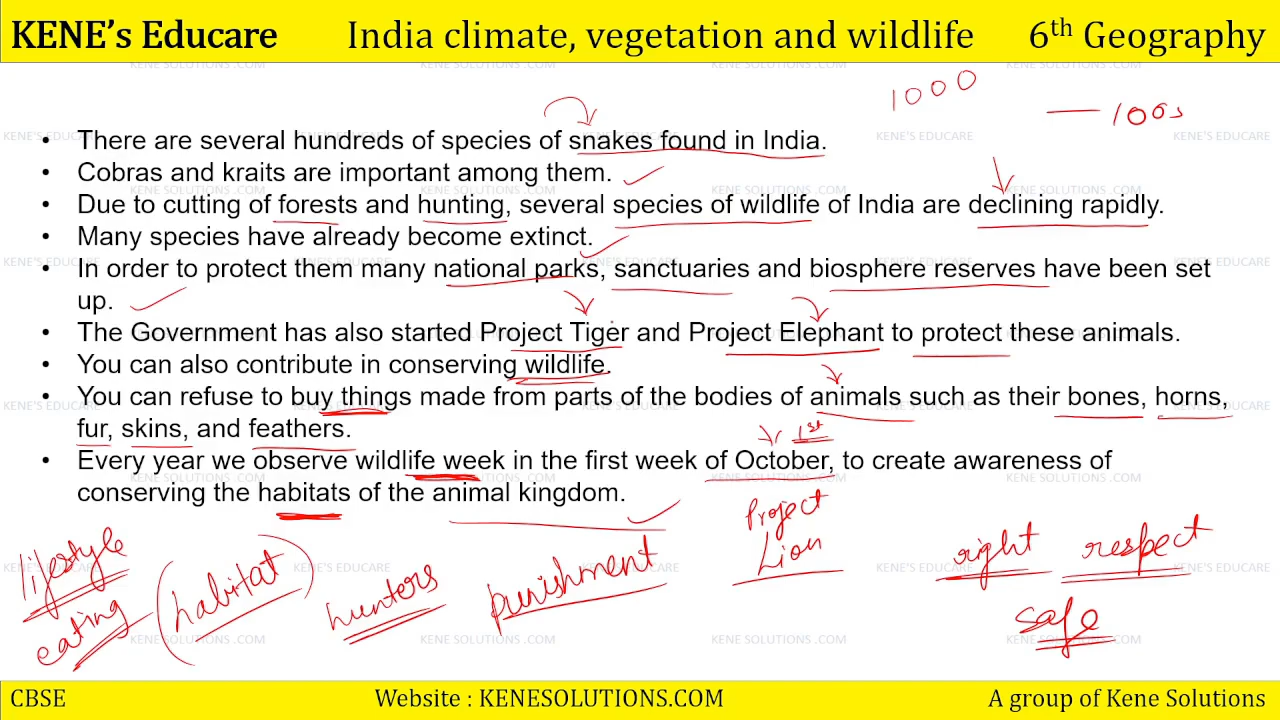 KENE's Educare India climate, vegetation and wildlife 6th Geography
1000
100s
• There are several hundreds of species of snakes found in India.
• Cobras and kraits are important among them.
• Due to cutting of forests and hunting, several species of wildlife of India are declining rapidly.
• Many species have already become extinct.
• In order to protect them many national parks, sanctuaries and biosphere reserves have been set
up.
• The Government has also started Project Tiger and Project Elephant to protect these animals.
• You can also contribute in conserving wildlife.
• You can refuse to buy things made from parts of the bodies of animals such as their bones, horns,
fur, skins, and feathers.
1st
• Every year we observe wildlife week in the first week of October, to create awareness of
conserving the habitats of the animal kingdom.
lifestyle
eating
(habitat)
hunters
punishment
Project
Lion
right respect
safe
CBSE Website : KENESOLUTIONS.COM A group of Kene Solutions